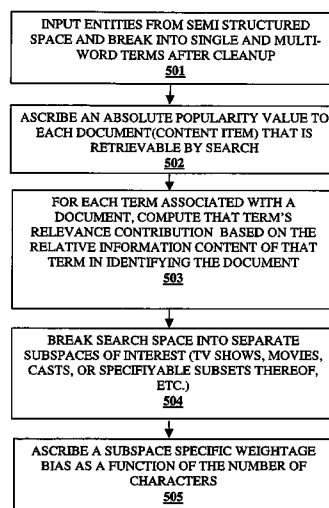 INPUT ENTITIES FROM SEMI STRUCTURED
SPACE AND BREAK INTO SINGLE AND MULTI-
WORD TERMS AFTER CLEANUP
501
ASCRIBE AN ABSOLUTE POPULARITY VALUE TO
EACH DOCUMENT(CONTENT ITEM) THAT IS
RETRIEVABLE BY SEARCH
502
FOR EACH TERM ASSOCIATED WITH A
DOCUMENT, COMPUTE THAT TERM'S
RELEVANCE CONTRIBUTION BASED ON THE
RELATIVE INFORMATION CONTENT OF THAT
TERM IN IDENTIFYING THE DOCUMENT
503
BREAK SEARCH SPACE INTO SEPARATE
SUBSPACES OF INTEREST (TV SHOWS, MOVIES,
CASTS, OR SPECIFIYABLE SUBSETS THEREOF,
ETC.)
504
ASCRIBE A SUBSPACE SPECIFIC WEIGHTAGE
BIAS AS A FUNCTION OF THE NUMBER OF
CHARACTERS
505